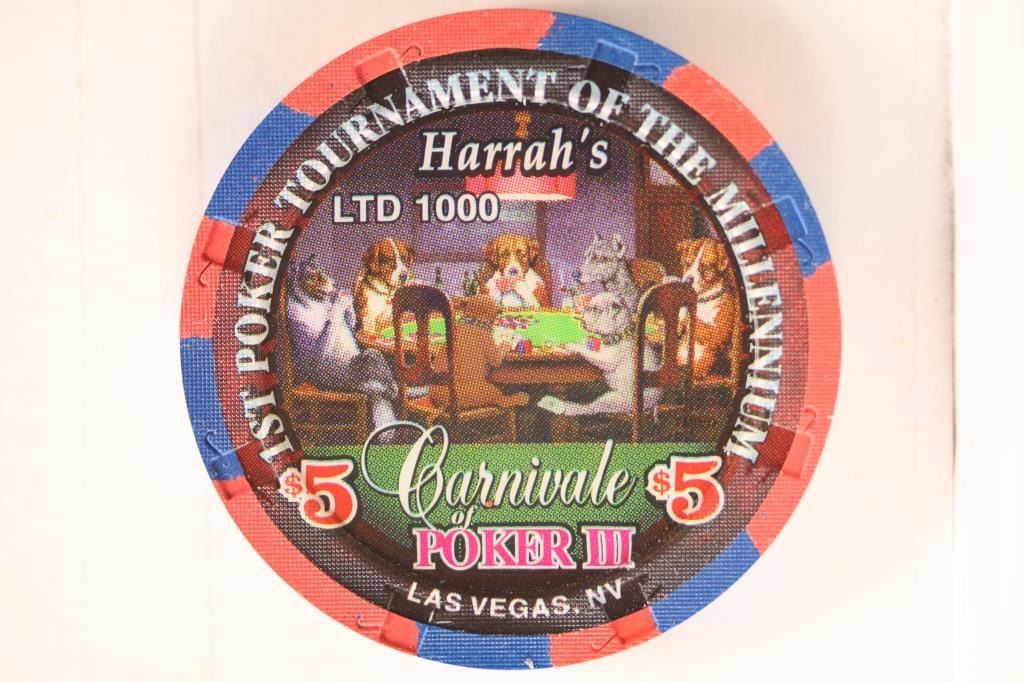 1ST POKER TOURNAMENT OF THE MILLENNIUM
Harrah's
LTD 1000
$5
Carnivale
of
POKER III
$5
LAS VEGAS, NV